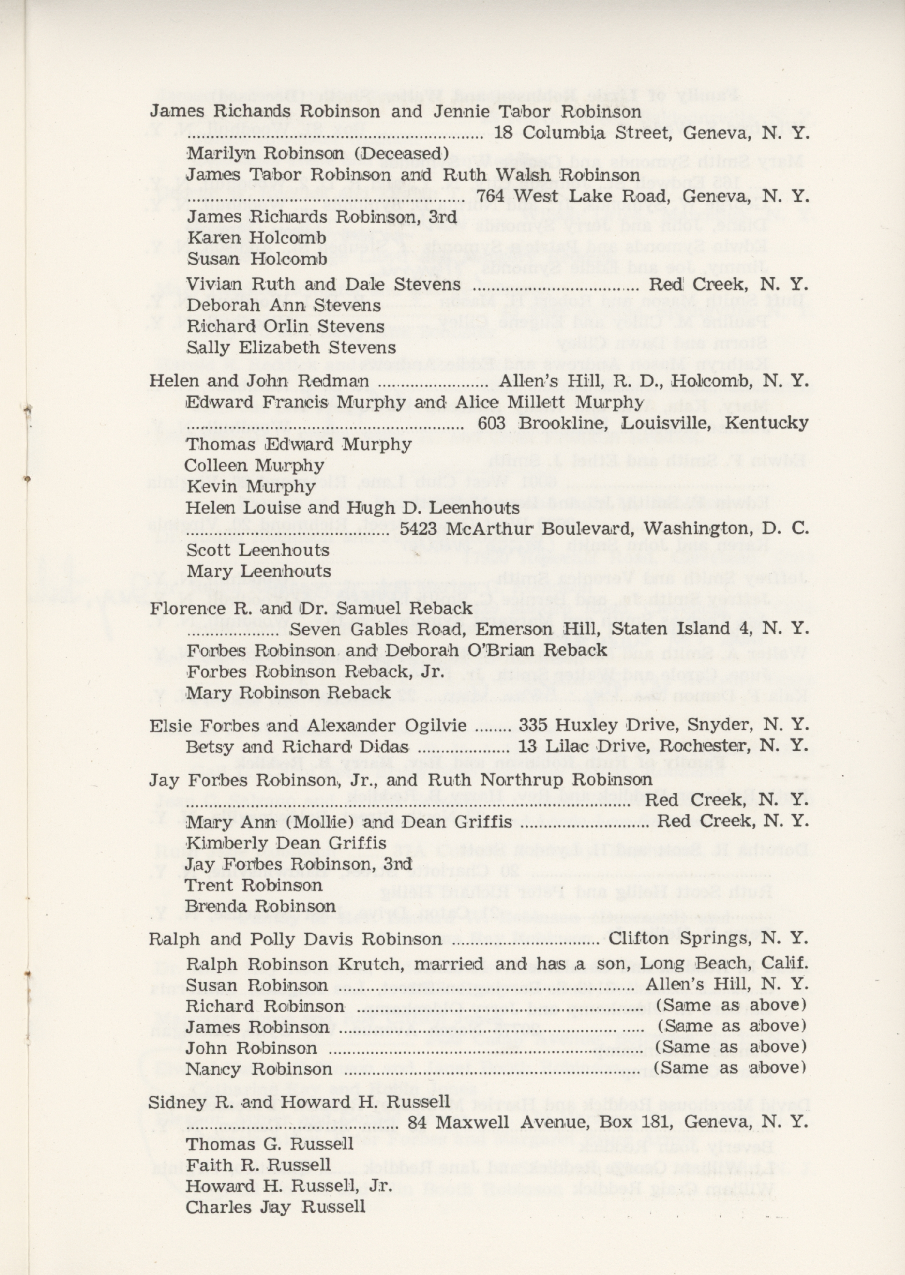 James Richards Robinson and Jennie Tabor Robinson
................................................................ 18 Columbia Street, Geneva, N. Y.
Marilyn Robinson (Deceased)
James Tabor Robinson and Ruth Walsh Robinson
............................................................ 764 West Lake Road, Geneva, N. Y.
James Richards Robinson, 3rd
Karen Holcomb
Susan Holcomb
Vivian Ruth and Dale Stevens .................................... Red Creek, N. Y.
Deborah Ann Stevens
Richard Orlin Stevens
Sally Elizabeth Stevens
Helen and John Redman ........................ Allen's Hill, R. D., Holcomb, N. Y.
Edward Francis Murphy and Alice Millett Murphy
............................................................ 603 Brookline, Louisville, Kentucky
Thomas Edward Murphy
Colleen Murphy
Kevin Murphy
Helen Louise and Hugh D. Leenhouts
............................................ 5423 McArthur Boulevard, Washington, D. C.
Scott Leenhouts
Mary Leenhouts
Florence R. and Dr. Samuel Reback
.................... Seven Gables Road, Emerson Hill, Staten Island 4, N. Y.
Forbes Robinson and Deborah O'Brian Reback
Forbes Robinson Reback, Jr.
Mary Robinson Reback
Elsie Forbes and Alexander Ogilvie ........ 335 Huxley Drive, Snyder, N. Y.
Betsy and Richard Didas .................... 13 Lilac Drive, Rochester, N. Y.
Jay Forbes Robinson, Jr., and Ruth Northrup Robinson
................................................................................................ Red Creek, N. Y.
Mary Ann (Mollie) and Dean Griffis ............................ Red Creek, N. Y.
Kimberly Dean Griffis
Jay Forbes Robinson, 3rd
Trent Robinson
Brenda Robinson
Ralph and Polly Davis Robinson ................................ Clifton Springs, N. Y.
Ralph Robinson Krutch, married and has a son, Long Beach, Calif.
Susan Robinson ................................................................ Allen's Hill, N. Y.
Richard Robinson .............................................................. (Same as above)
James Robinson ............................................................ ..... (Same as above)
John Robinson .................................................................... (Same as above)
Nancy Robinson ................................................................ (Same as above)
Sidney R. and Howard H. Russell
.............................................. 84 Maxwell Avenue, Box 181, Geneva, N. Y.
Thomas G. Russell
Faith R. Russell
Howard H. Russell, Jr.
Charles Jay Russell